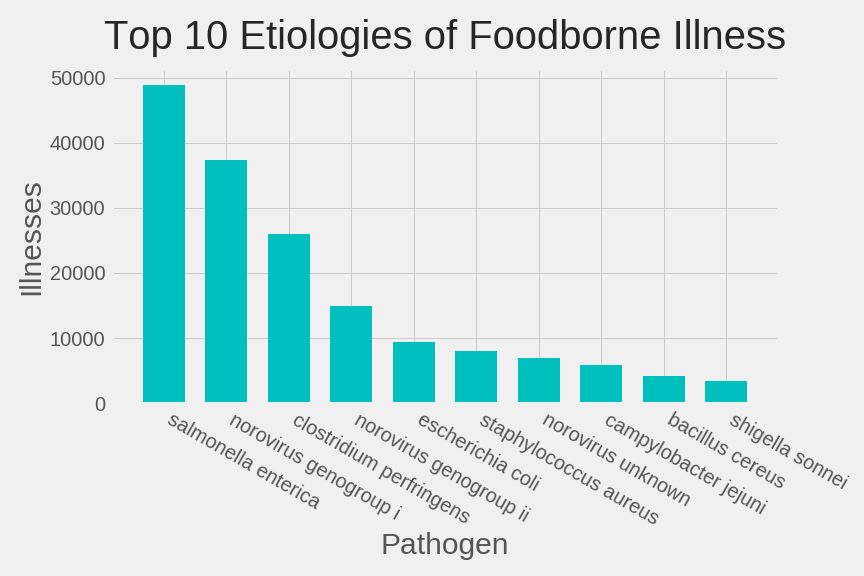 Top 10 Etiologies of Foodborne Illness
Illlnesses
50000
40000
30000
20000
10000
0
salmonella enterica
norovirus genogroup i
clostridium perfringens
norovirus genogroup ii
escherichia coli
staphylococcus aureus
norovirus unknown
campylobacter jejuni
bacillus cereus
shigella sonnei
Pathogen